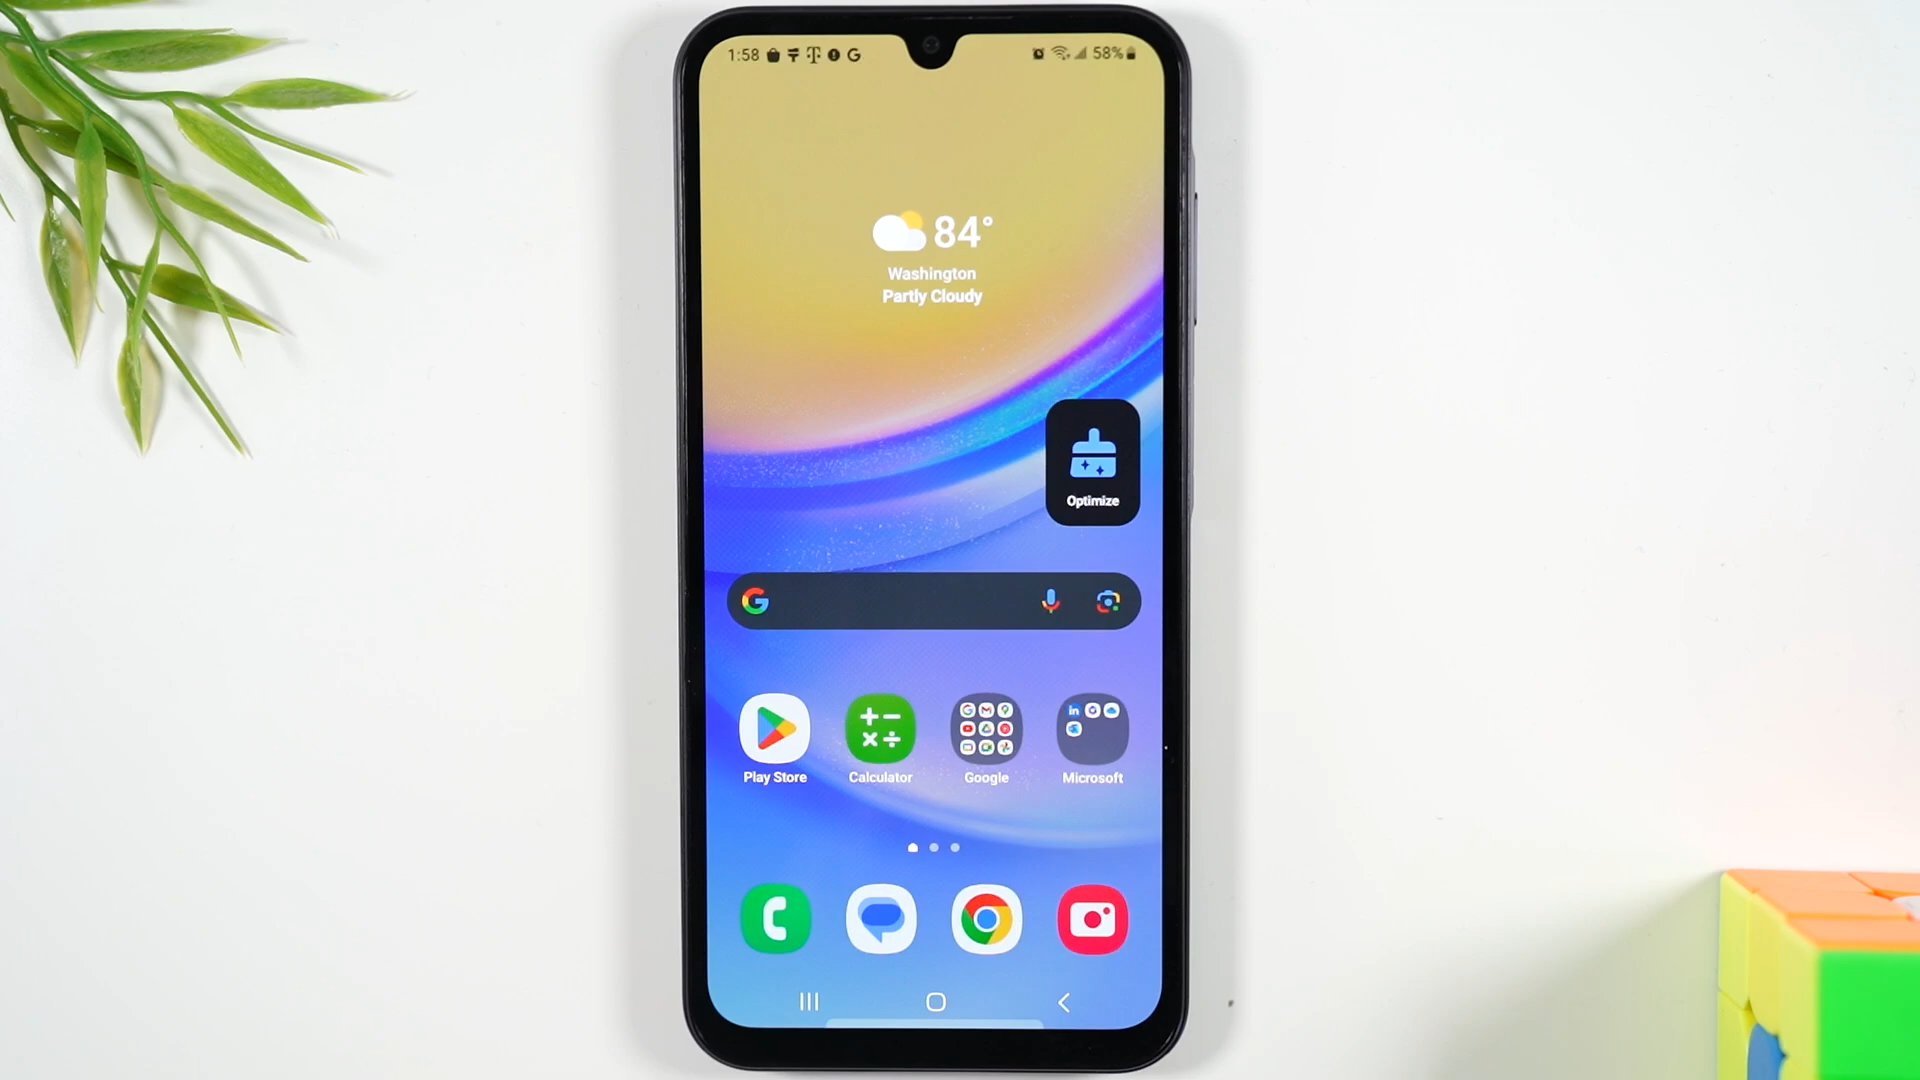 1:58
58%
84°
Washington
Partly Cloudy
Optimize
Play Store
Calculator
Google
Microsoft